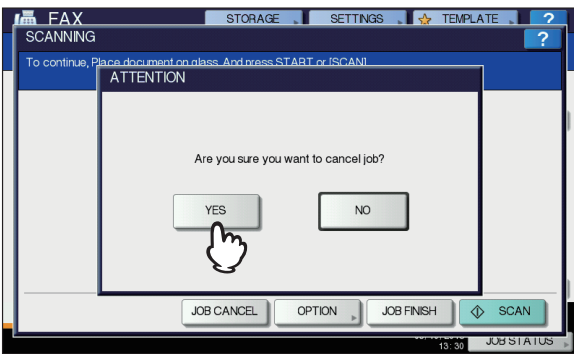 FAX
STORAGE
SETTINGS
TEMPLATE
?
SCANNING
?
To continue, Place document on glass. And press START or [SCAN]
ATTENTION
Are you sure you want to cancel job?
YES
NO
JOB CANCEL
OPTION
JOB FINISH
SCAN
13: 30
JOB STATUS